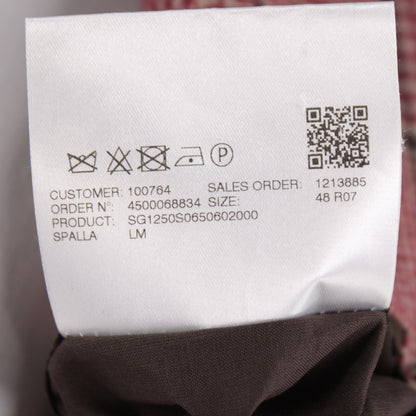 P
CUSTOMER: 100764 SALES ORDER: 1213885
ORDER N°: 4500068834 SIZE: 48 R07
PRODUCT: SG1250S0650602000
SPALLA LM